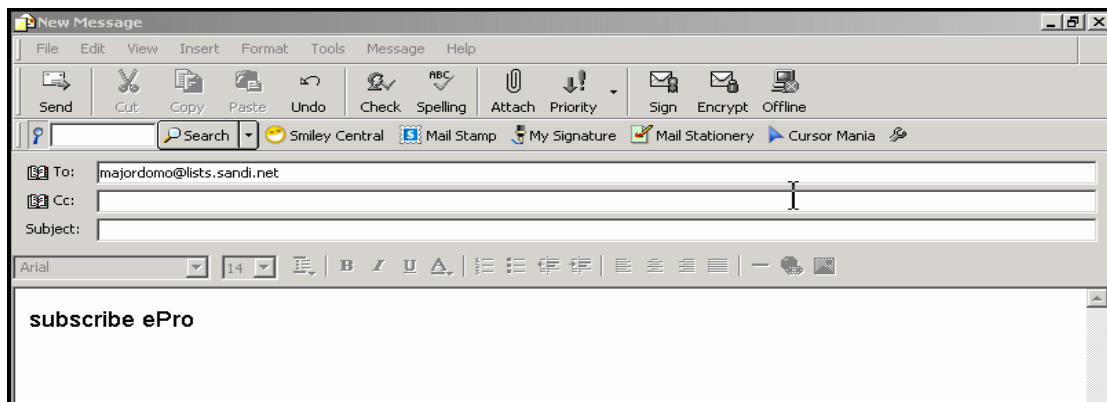 New Message
File Edit View Insert Format Tools Message Help
ABC
Send Cut Copy Paste Undo Check Spelling Attach Priority Sign Encrypt Offline
Search Smiley Central Mail Stamp My Signature Mail Stationery Cursor Mania
To: majordomo@lists.sandi.net
Cc:
Subject:
Arial 14 B I U A
subscribe ePro